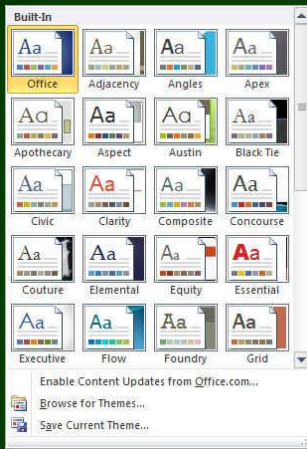 Built-In
Aa Aa Aa Aa
Office Adjacency Angles Apex
Aa Aa Aa Aa
Apothecary Aspect Austin Black Tie
Aa Aa Aa Aa
Civic Clarity Composite Concourse
Aa Aa Aa Aa
Couture Elemental Equity Essential
Aa Aa Aa Aa
Executive Flow Foundry Grid
Enable Content Updates from Office.com...
Browse for Themes...
Save Current Theme...